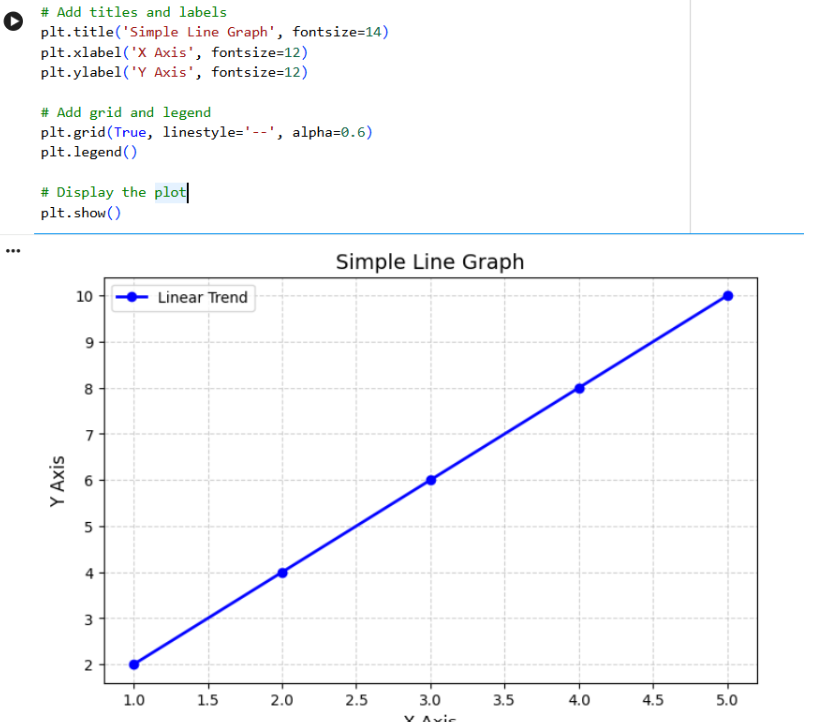 # Add titles and labels
plt.title('Simple Line Graph', fontsize=14)
plt.xlabel('X Axis', fontsize=12)
plt.ylabel('Y Axis', fontsize=12)
# Add grid and legend
plt.grid(True, linestyle='--', alpha=0.6)
plt.legend()
# Display the plot
plt.show()
Simple Line Graph
Linear Trend
10
9
8
7
6
5
4
3
2
Y Axis
1.0 1.5 2.0 2.5 3.0 3.5 4.0 4.5 5.0
X Axis